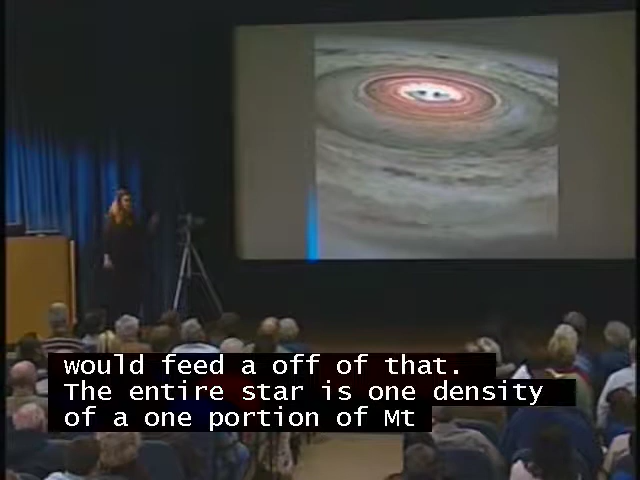 would feed a off of that.
The entire star is one density
of a one portion of Mt